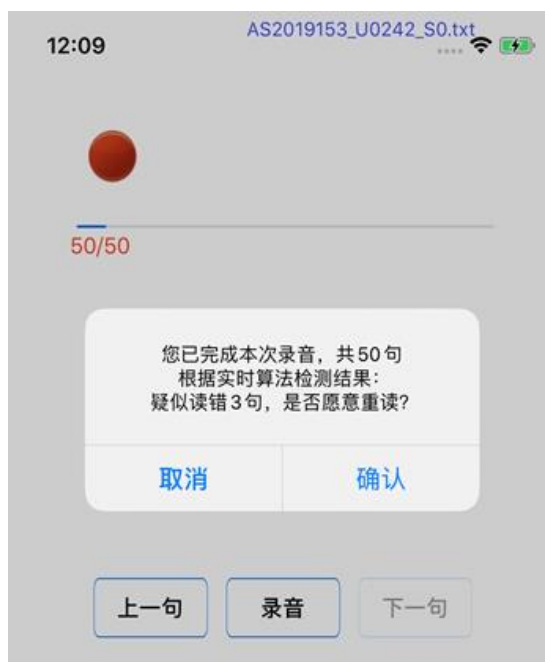 AS2019153_U0242_S0.txt
12:09
50/50
您已完成本次录音，共50句
根据实时算法检测结果：
疑似读错3句，是否愿意重读？
取消 确认
上一句 录音 下一句